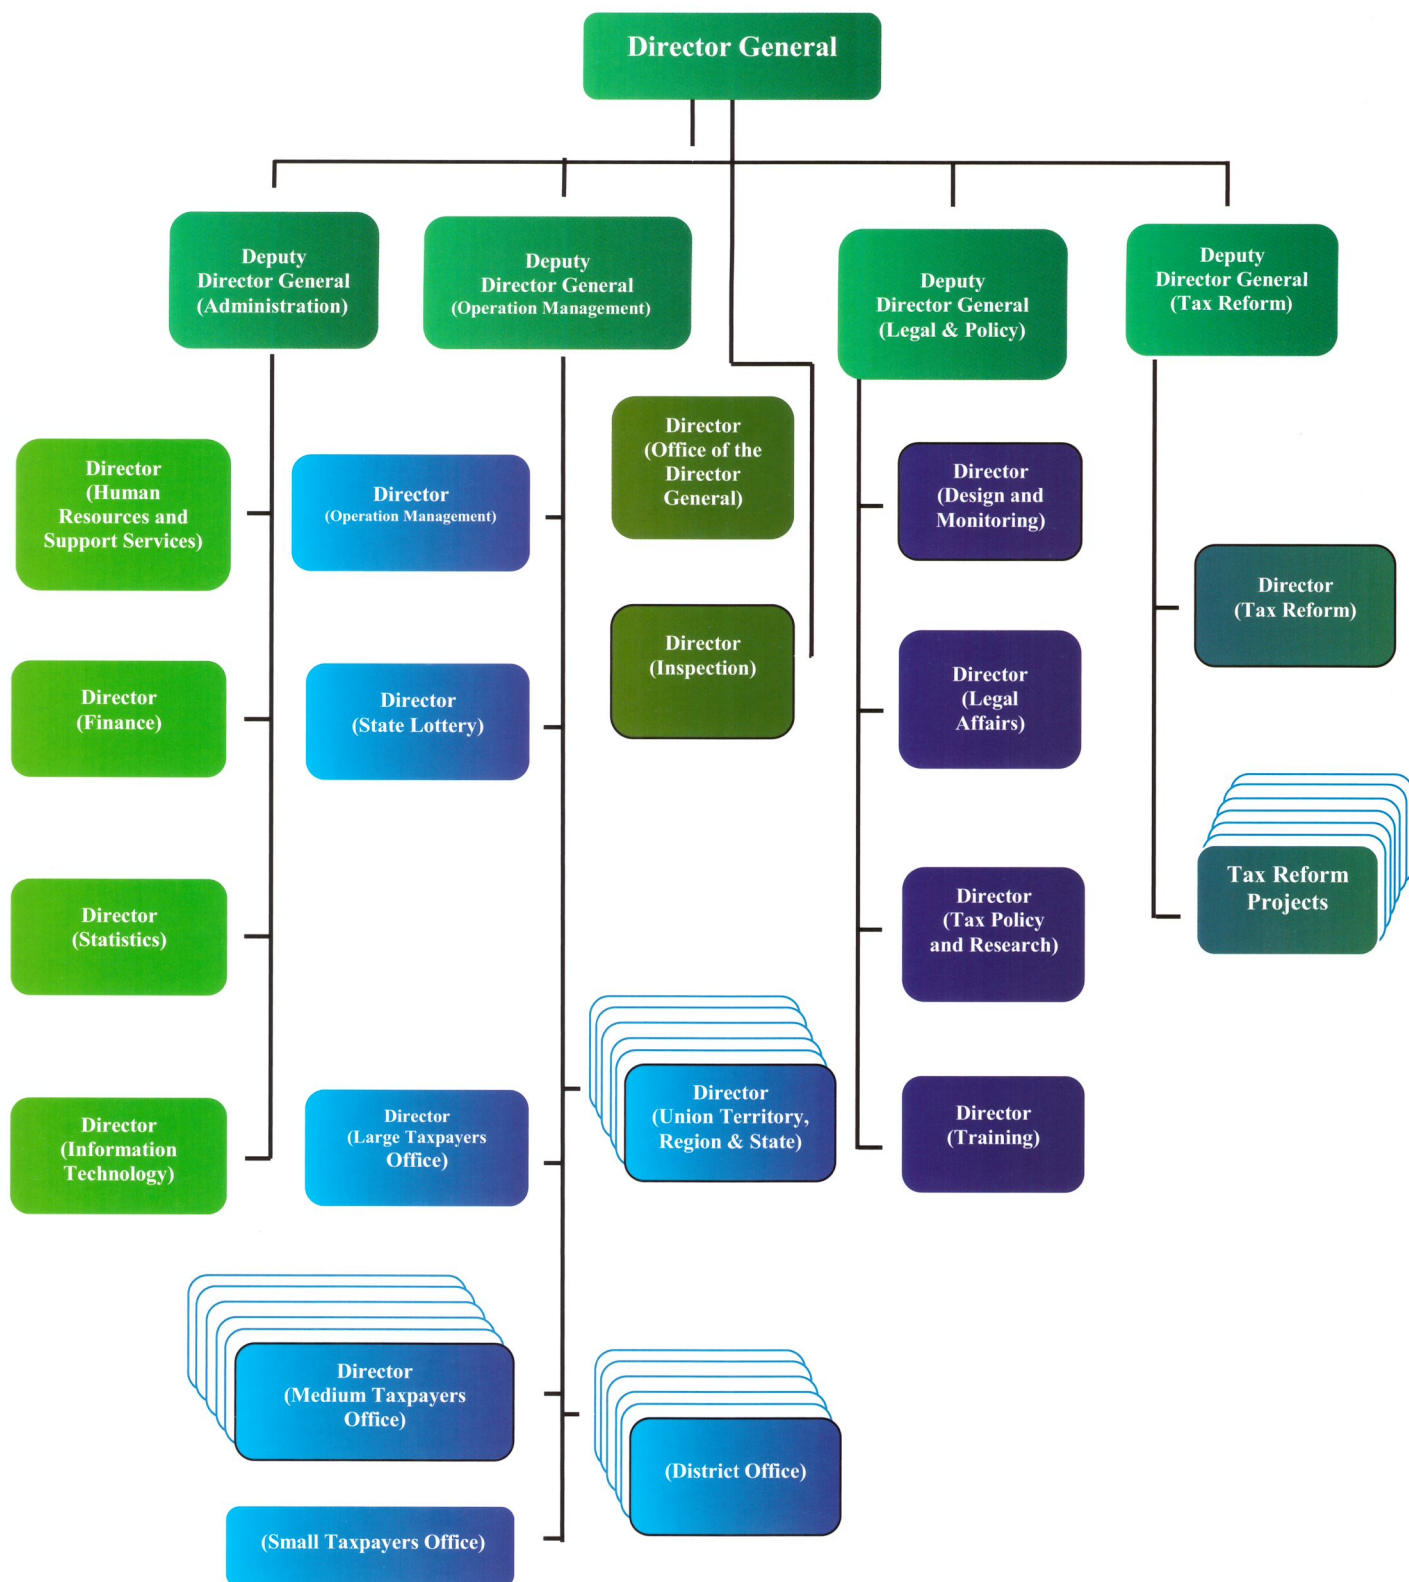 Director General
Deputy
Director General
(Administration)
Deputy
Director General
(Operation Management)
Deputy
Director General
(Legal & Policy)
Deputy
Director General
(Tax Reform)
Director
(Human
Resources and
Support Services)
Director
(Operation Management)
Director
(Office of the
Director
General)
Director
(Design and
Monitoring)
Director
(Tax Reform)
Director
(Finance)
Director
(State Lottery)
Director
(Inspection)
Director
(Legal
Affairs)
Tax Reform
Projects
Director
(Statistics)
Director
(Tax Policy
and Research)
Director
(Information
Technology)
Director
(Large Taxpayers
Office)
Director
(Union Territory,
Region & State)
Director
(Training)
Director
(Medium Taxpayers
Office)
(District Office)
(Small Taxpayers Office)